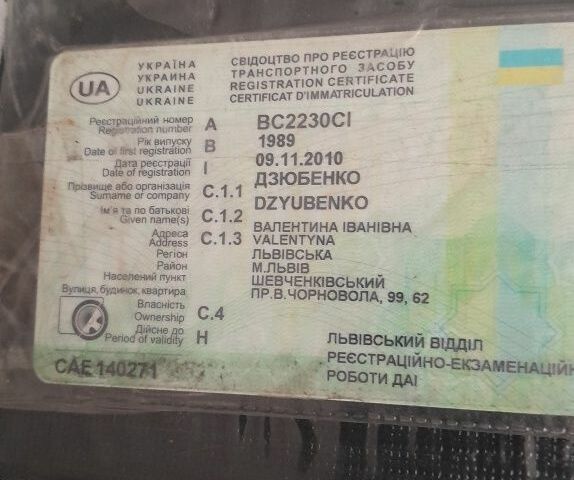 UA
УКРАЇНА
УКРАИНА
UKRAINE
UKRAINE
СВІДОЦТВО ПРО РЕЄСТРАЦІЮ
ТРАНСПОРТНОГО ЗАСОБУ
REGISTRATION CERTIFICATE
CERTIFICAT D'IMMATRICULATION
Реєстраційний номер
Registration number
A
BC2230CI
Рік випуску
Date of first registration
B
1989
Дата реєстрації
Date of registration
I
09.11.2010
Прізвище або організація
Surname or company
C.1.1
ДЗЮБЕНКО
DZYUBENKO
Ім'я та по батькові
Given name(s)
C.1.2
ВАЛЕНТИНА ІВАНІВНА
VALENTYNA
Адреса
Address
C.1.3
Регіон
ЛЬВІВСЬКА
Район
М.ЛЬВІВ
Населений пункт
ШЕВЧЕНКІВСЬКИЙ
Вулиця, будинок, квартира
ПР.В.ЧОРНОВОЛА, 99, 62
Власність
Ownership
C.4
Дійсне до
Period of validity
H
ЛЬВІВСЬКИЙ ВІДДІЛ
РЕЄСТРАЦІЙНО-ЕКЗАМЕНАЦІЙН
РОБОТИ ДАІ
CAE 140271